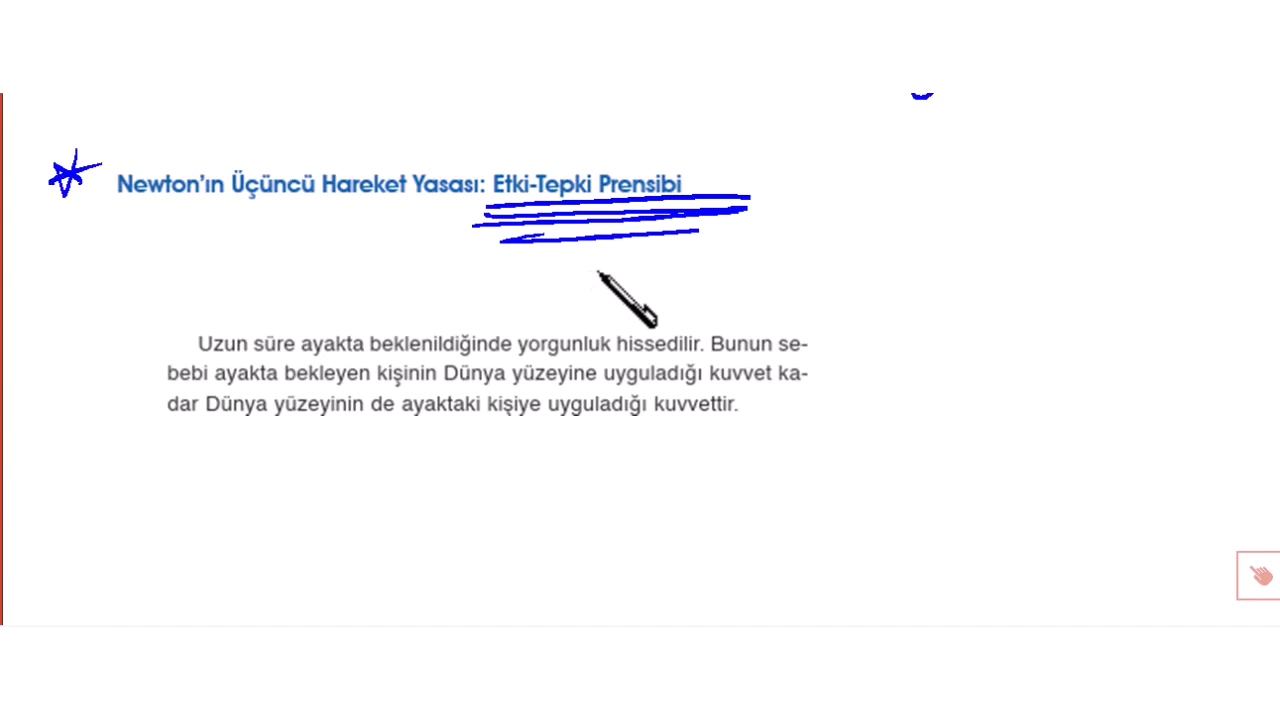 Newton'ın Üçüncü Hareket Yasası: Etki-Tepki Prensibi
Uzun süre ayakta beklenildiğinde yorgunluk hissedilir. Bunun se-
bebi ayakta bekleyen kişinin Dünya yüzeyine uyguladığı kuvvet ka-
dar Dünya yüzeyinin de ayaktaki kişiye uyguladığı kuvvettir.